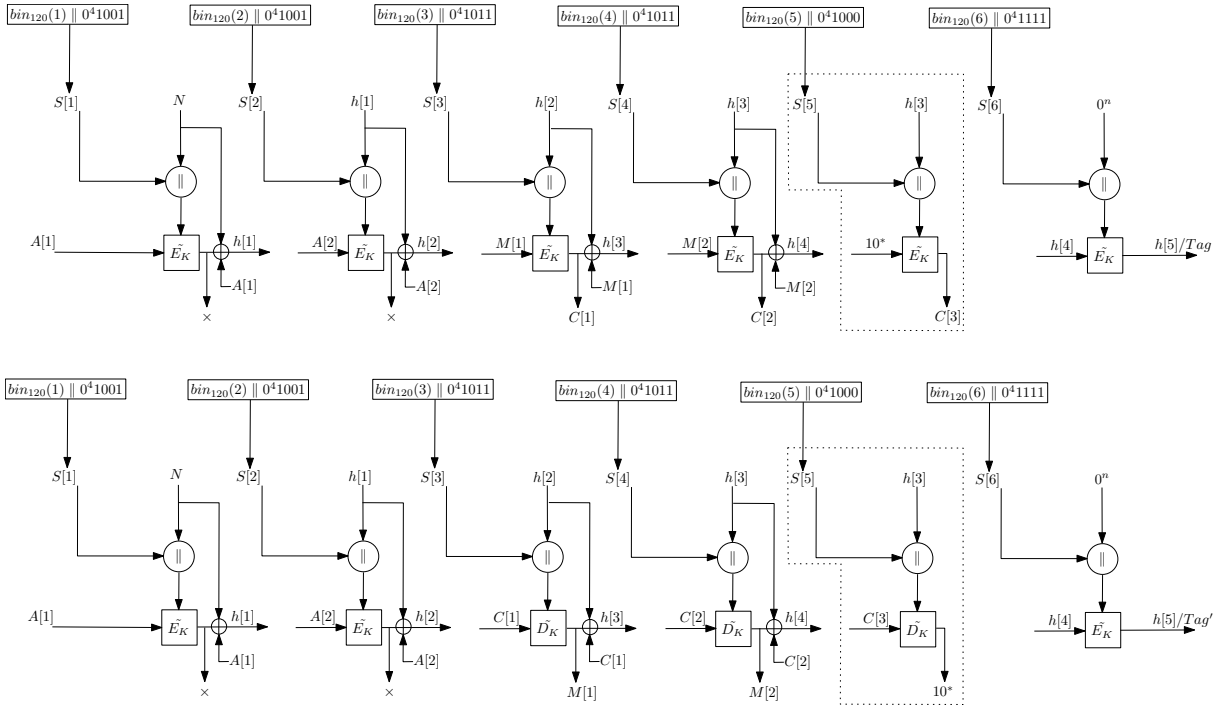 bin₁₂₀(1) ∥ 0⁴1001 bin₁₂₀(2) ∥ 0⁴1001 bin₁₂₀(3) ∥ 0⁴1011 bin₁₂₀(4) ∥ 0⁴1011 bin₁₂₀(5) ∥ 0⁴1000 bin₁₂₀(6) ∥ 0⁴1111
S[1] N S[2] h[1] S[3] h[2] S[4] h[3] S[5] h[3] S[6] 0ⁿ
∥ ∥ ∥ ∥ ∥ ∥
A[1] Ẽ_K h[1] A[2] Ẽ_K h[2] M[1] Ẽ_K h[3] M[2] Ẽ_K h[4] 10* Ẽ_K h[4] Ẽ_K h[5]/Tag
A[1] A[2] M[1] M[2]
× × C[1] C[2] C[3]
bin₁₂₀(1) ∥ 0⁴1001 bin₁₂₀(2) ∥ 0⁴1001 bin₁₂₀(3) ∥ 0⁴1011 bin₁₂₀(4) ∥ 0⁴1011 bin₁₂₀(5) ∥ 0⁴1000 bin₁₂₀(6) ∥ 0⁴1111
S[1] N S[2] h[1] S[3] h[2] S[4] h[3] S[5] h[3] S[6] 0ⁿ
∥ ∥ ∥ ∥ ∥ ∥
A[1] Ẽ_K h[1] A[2] Ẽ_K h[2] C[1] D̃_K h[3] C[2] D̃_K h[4] C[3] D̃_K h[4] Ẽ_K h[5]/Tag′
A[1] A[2] C[1] C[2]
× × M[1] M[2] 10*